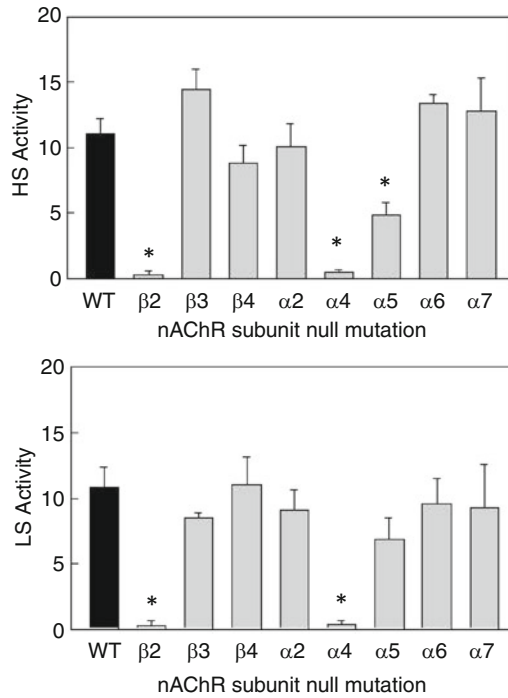 20
15
10
5
0
HS Activity
* * *
WT β2 β3 β4 α2 α4 α5 α6 α7
nAChR subunit null mutation
20
15
10
5
0
LS Activity
* *
WT β2 β3 β4 α2 α4 α5 α6 α7
nAChR subunit null mutation